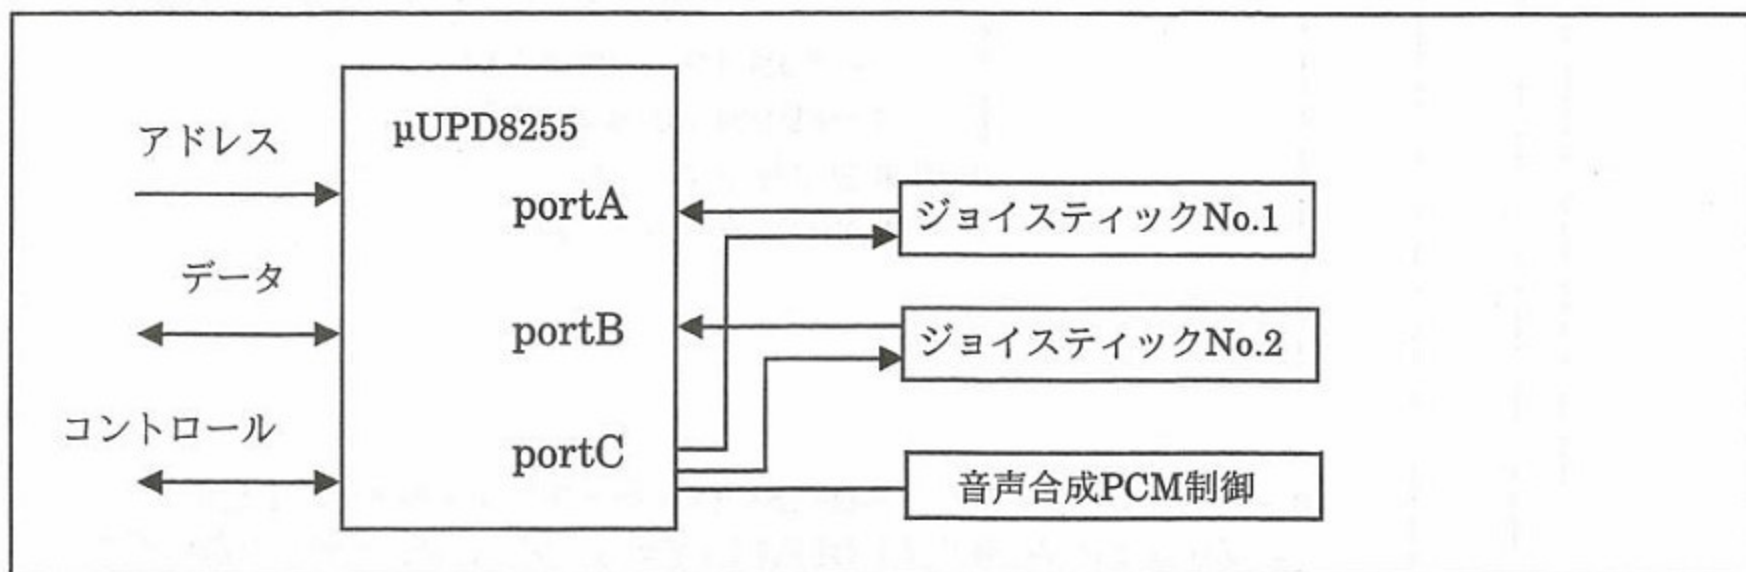 μUPD8255
アドレス
portA
ジョイスティックNo.1
データ
portB
ジョイスティックNo.2
コントロール
portC
音声合成PCM制御